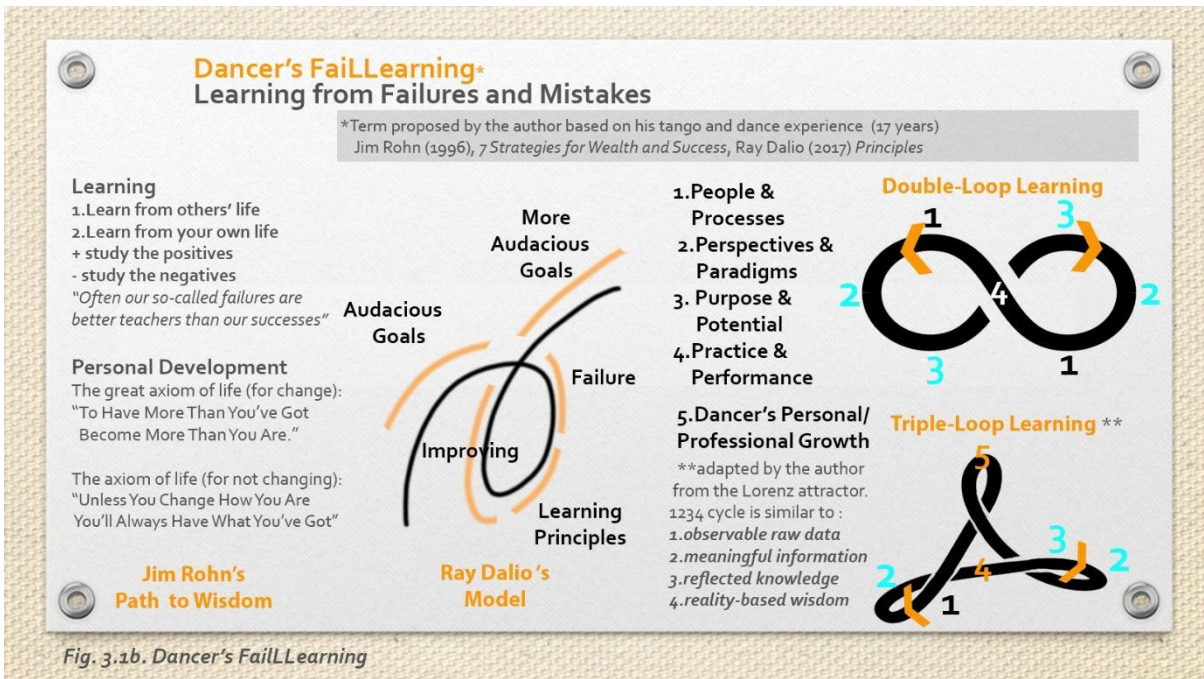 Dancer's FaiLLearning*
Learning from Failures and Mistakes
*Term proposed by the author based on his tango and dance experience (17 years)
Jim Rohn (1996), 7 Strategies for Wealth and Success, Ray Dalio (2017) Principles
Learning
1.Learn from others' life
2.Learn from your own life
+ study the positives
- study the negatives
"Often our so-called failures are
better teachers than our successes"
Personal Development
The great axiom of life (for change):
"To Have More Than You've Got
Become More Than You Are."
The axiom of life (for not changing):
"Unless You Change How You Are
You'll Always Have What You've Got"
Jim Rohn's
Path to Wisdom
More
Audacious
Goals
Audacious
Goals
Failure
Improving
Learning
Principles
Ray Dalio 's
Model
1.People &
Processes
2.Perspectives &
Paradigms
3. Purpose &
Potential
4.Practice &
Performance
5.Dancer's Personal/
Professional Growth
**adapted by the author
from the Lorenz attractor.
1234 cycle is similar to :
1.observable raw data
2.meaningful information
3.reflected knowledge
4.reality-based wisdom
Double-Loop Learning
1 3
2 4 2
3 1
Triple-Loop Learning **
5
3
2 4 2
1
Fig. 3.1b. Dancer's FailLLearning